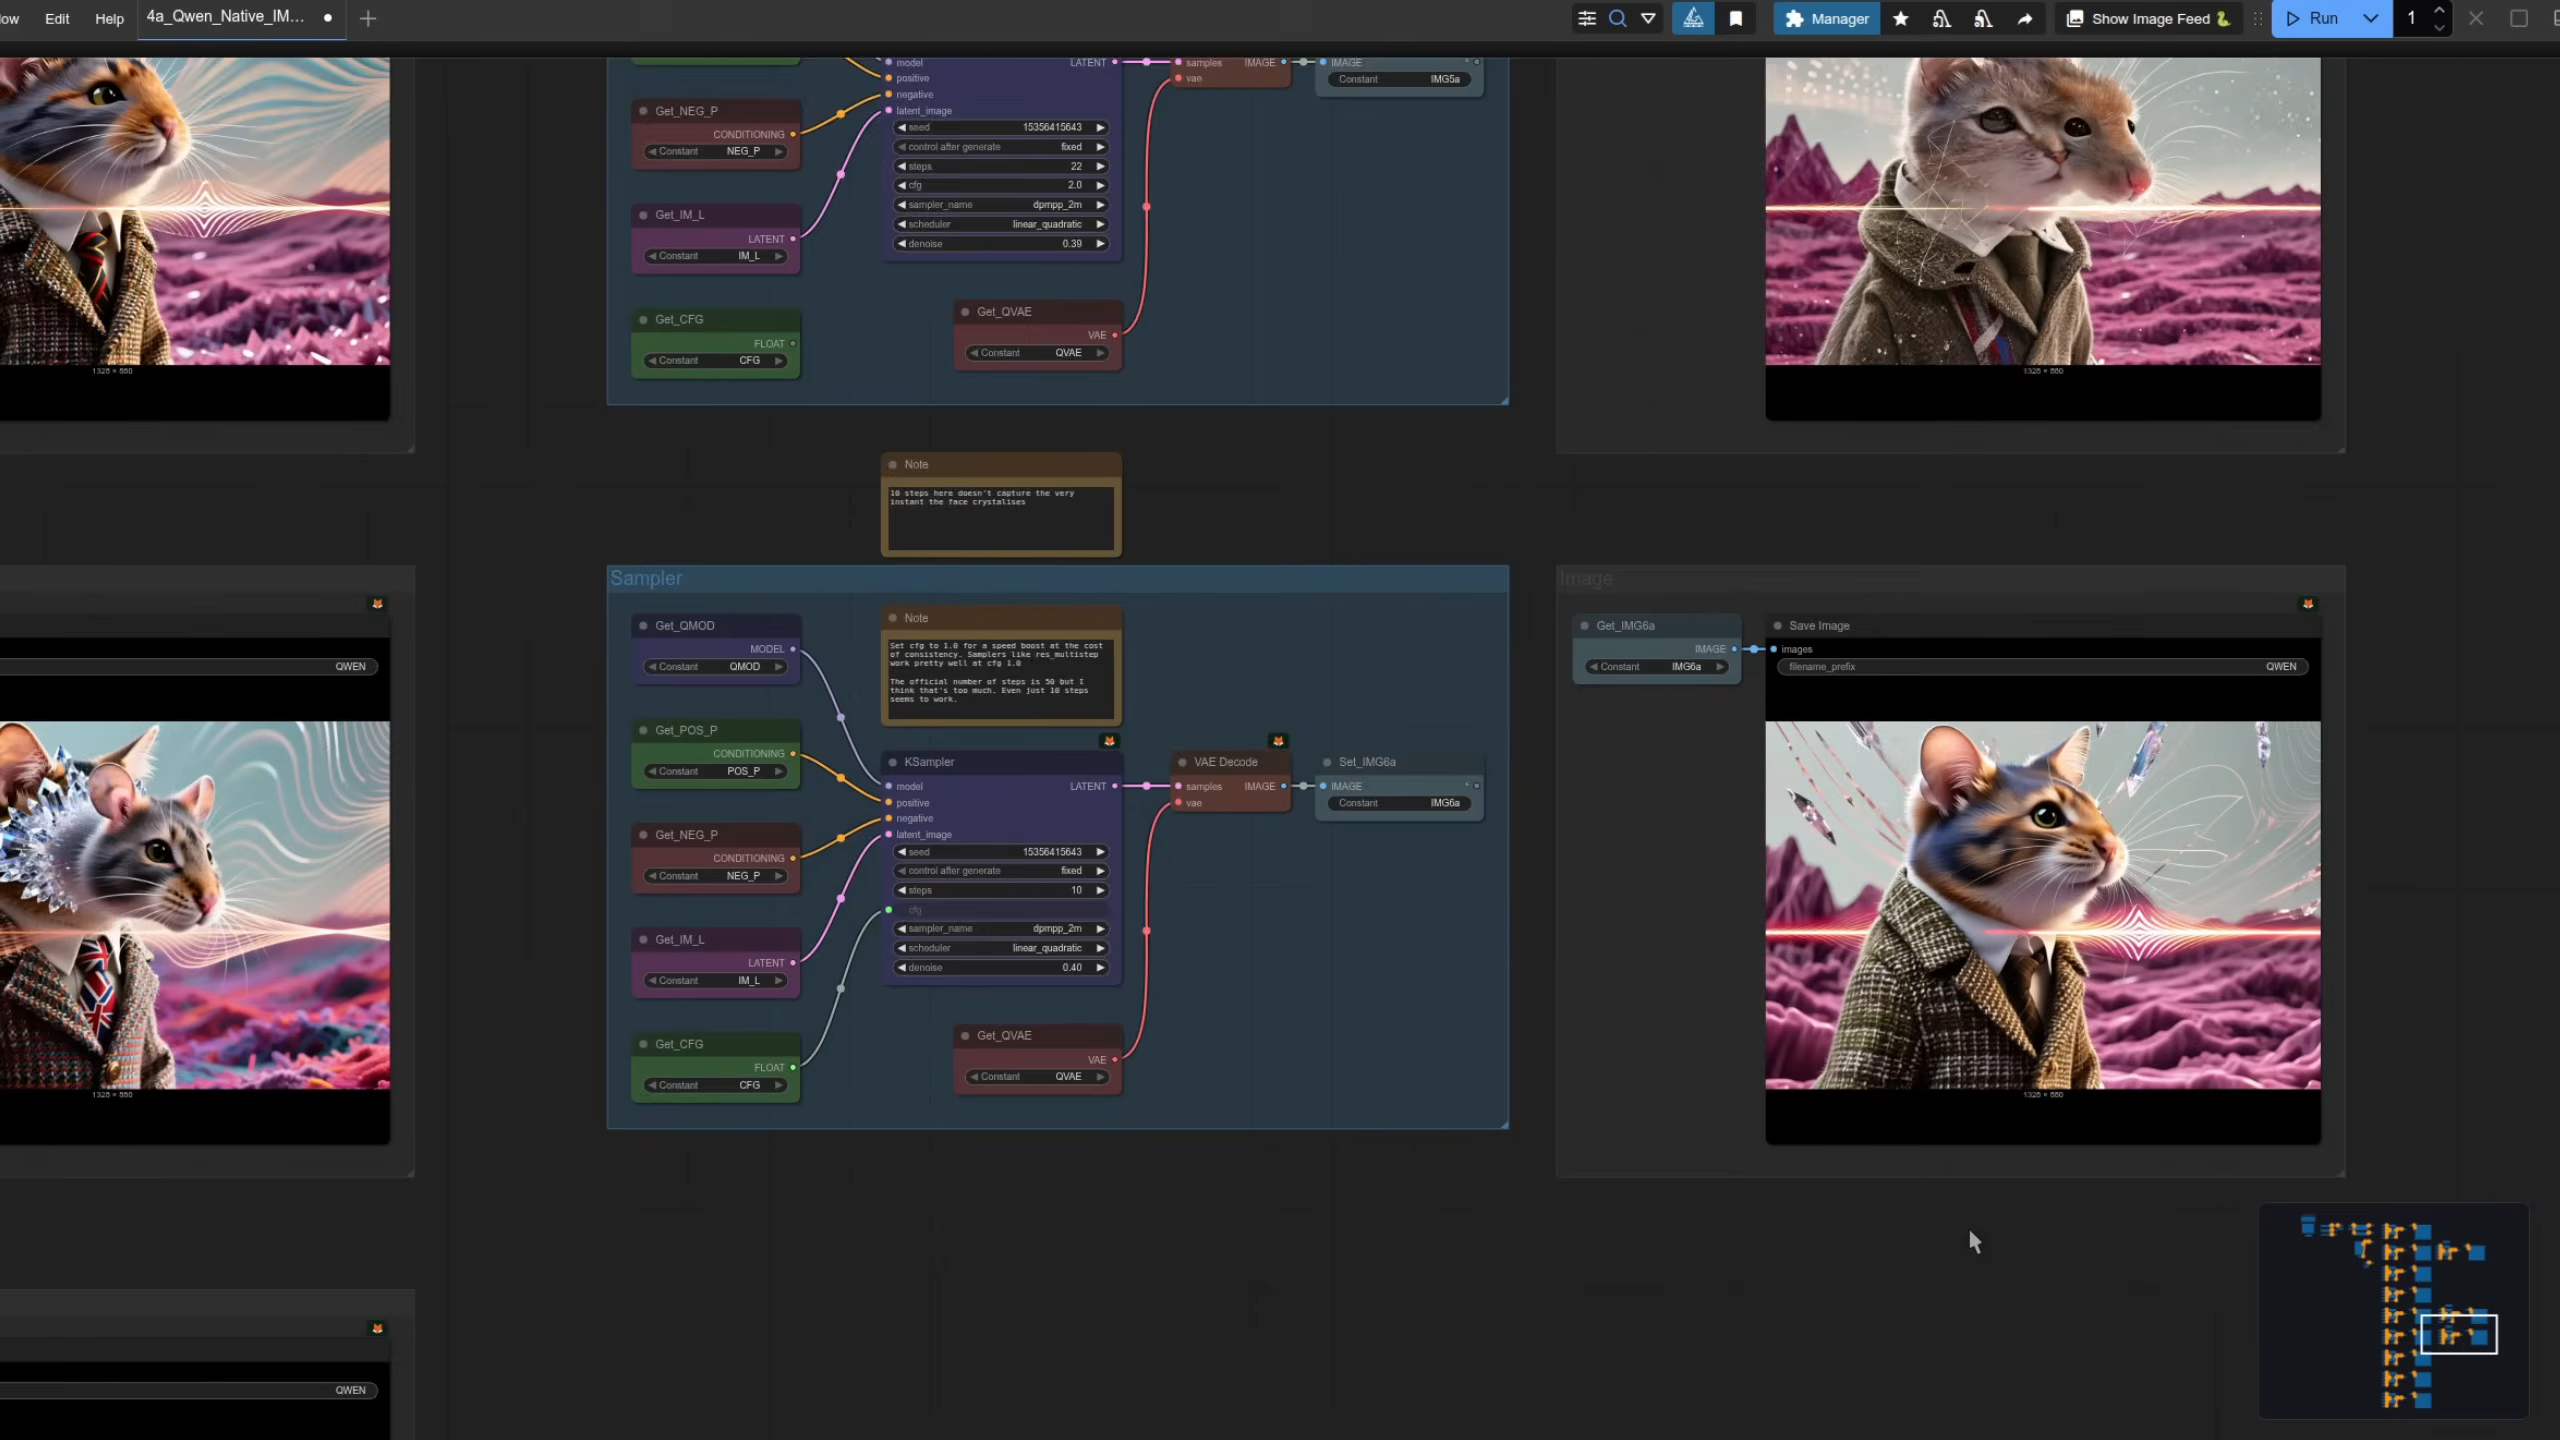 ow Edit Help 4a_Qwen_Native_IM...
Manager Show Image Feed Run 1
model LATENT
positive
negative
latent_image
seed 15356415643
control after generate fixed
steps 22
cfg 2.0
sampler_name dpmpp_2m
scheduler linear_quadratic
denoise 0.39
samples IMAGE
vae
IMAGE
Constant IMG5a
Get_NEG_P
CONDITIONING
Constant NEG_P
Get_IM_L
LATENT
Constant IM_L
Get_CFG
FLOAT
Constant CFG
Get_QVAE
VAE
Constant QVAE
Note
10 steps here doesn't capture the very
instant the face crystalises
Sampler
Get_QMOD
MODEL
Constant QMOD
Get_POS_P
CONDITIONING
Constant POS_P
Get_NEG_P
CONDITIONING
Constant NEG_P
Get_IM_L
LATENT
Constant IM_L
Get_CFG
FLOAT
Constant CFG
Note
Set cfg to 1.0 for a speed boost at the cost
of consistency. Samplers like res_multistep
work pretty well at cfg 1.0
The official number of steps is 50 but I
think that's too much. Even just 10 steps
seems to work.
KSampler
model LATENT
positive
negative
latent_image
seed 15356415643
control after generate fixed
steps 10
cfg
sampler_name dpmpp_2m
scheduler linear_quadratic
denoise 0.40
Get_QVAE
VAE
Constant QVAE
VAE Decode
samples IMAGE
vae
Set_IMG6a
IMAGE
Constant IMG6a
Image
Get_IMG6a
IMAGE
Constant IMG6a
Save Image
images
filename_prefix QWEN
QWEN
QWEN